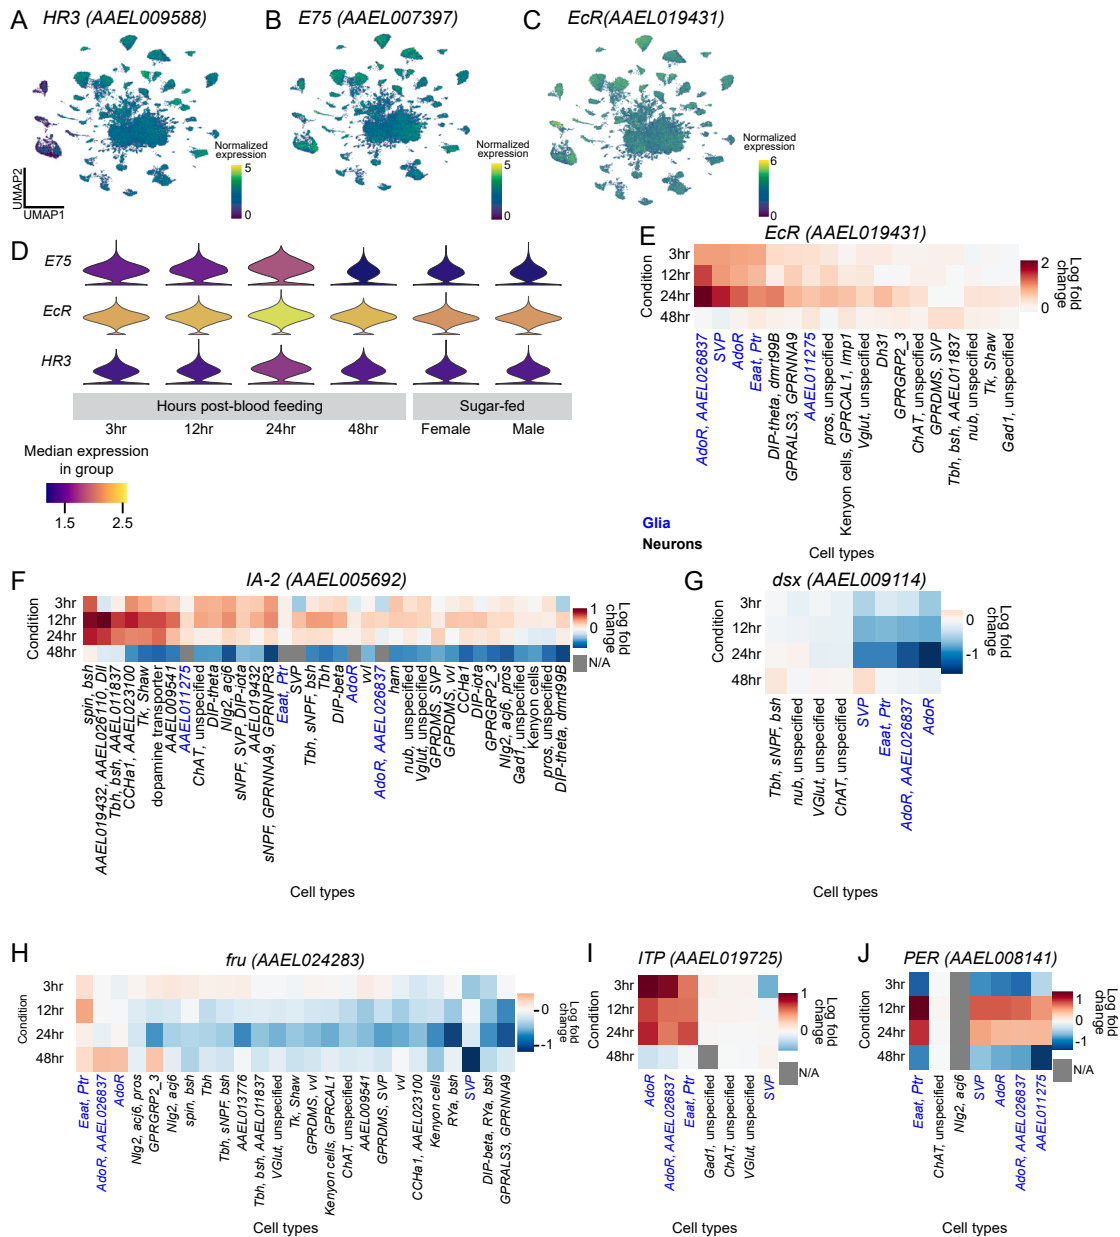 A HR3 (AAEL009588)
B E75 (AAEL007397)
C EcR(AAEL019431)
UMAP2
UMAP1
Normalized
expression
5
0
Normalized
expression
5
0
Normalized
expression
6
0
D
E75
EcR
HR3
Hours post-blood feeding
Sugar-fed
3hr 12hr 24hr 48hr Female Male
Median expression
in group
1.5 2.5
E EcR (AAEL019431)
Condition
3hr
12hr
24hr
48hr
2
0
Log fold
change
AdoR, AAEL026837
SVP
AdoR
Eaat, Ptr
DIP-theta, dmrt99B
GPRALS3, GPRNNA9
AAEL011275
pros, unspecified
Kenyon cells, GPRCAL1, Imp1
Vglut, unspecified
Dh31
GPRGRP2_3
ChAT, unspecified
GPRDMS, SVP
Tbh, bsh, AAEL011837
nub, unspecified
Tk, Shaw
Gad1, unspecified
Glia
Neurons
Cell types
F IA-2 (AAEL005692)
Condition
3hr
12hr
24hr
48hr
1
0
-1
N/A
Log fold
change
spin, bsh
AAEL019432, AAEL026110, Dll
Tbh, bsh, AAEL011837
CCHa1, AAEL023100
Tk, Shaw
dopamine transporter
AAEL009541
AAEL011275
ChAT, unspecified
DIP-theta
Nlg2, acj6
sNPF, SVP, DIP-iota
AAEL019432
sNPF, GPRNNA9, GPRNPR3
Eaat, Ptr
SVP
Tbh, sNPF, bsh
Tbh
DIP-beta
AdoR
vvl
AdoR, AAEL026837
ham
nub, unspecified
Vglut, unspecified
GPRDMS, SVP
GPRDMS, vvl
CCHa1
DIP-iota
GPRGRP2_3
Nlg2, acj6, pros
Gad1, unspecified
Kenyon cells
pros, unspecified
DIP-theta, dmrt99B
Cell types
G dsx (AAEL009114)
Condition
3hr
12hr
24hr
48hr
0
-1
Log fold
change
Tbh, sNPF, bsh
nub, unspecified
VGlut, unspecified
ChAT, unspecified
SVP
Eaat, Ptr
AdoR, AAEL026837
AdoR
Cell types
H fru (AAEL024283)
Condition
3hr
12hr
24hr
48hr
0
-1
Log fold
change
Eaat, Ptr
AdoR, AAEL026837
AdoR
Nlg2, acj6, pros
GPRGRP2_3
Nlg2, acj6
spin, bsh
Tbh
Tbh, sNPF, bsh
AAEL013776
Tbh, bsh, AAEL011837
VGlut, unspecified
Tk, Shaw
GPRDMS, vvl
Kenyon cells, GPRCAL1
ChAT, unspecified
AAEL009541
GPRDMS, SVP
vvl
CCHa1, AAEL023100
Kenyon cells
RYa, bsh
SVP
DIP-beta, RYa, bsh
GPRALS3, GPRNNA9
Cell types
I ITP (AAEL019725)
Condition
3hr
12hr
24hr
48hr
1
0
-1
N/A
Log fold
change
AdoR
AdoR, AAEL026837
Eaat, Ptr
Gad1, unspecified
ChAT, unspecified
VGlut, unspecified
SVP
Cell types
J PER (AAEL008141)
Condition
3hr
12hr
24hr
48hr
1
0
-1
N/A
Log fold
change
Eaat, Ptr
ChAT, unspecified
Nlg2, acj6
SVP
AdoR
AdoR, AAEL026837
AAEL011275
Cell types